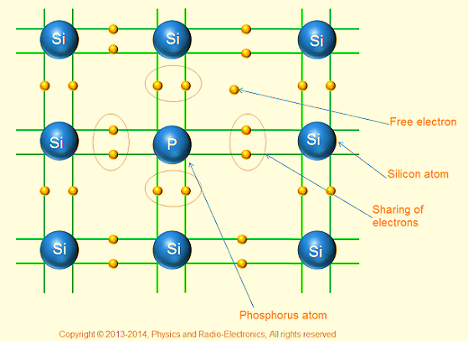 Si Si Si
Free electron
Si P Si
Silicon atom
Sharing of
electrons
Si Si Si
Phosphorus atom
Copyright © 2013-2014, Physics and Radio-Electronics, All rights reserved